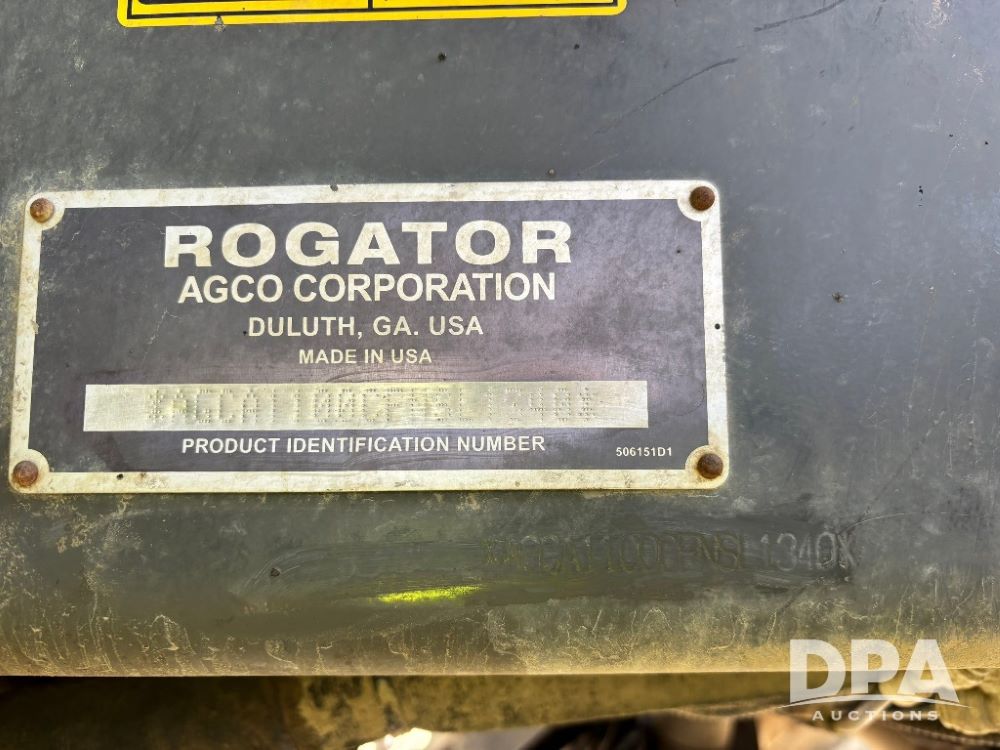 ROGATOR
AGCO CORPORATION
DULUTH, GA. USA
MADE IN USA
PRODUCT IDENTIFICATION NUMBER
506151D1
DPA
AUCTIONS